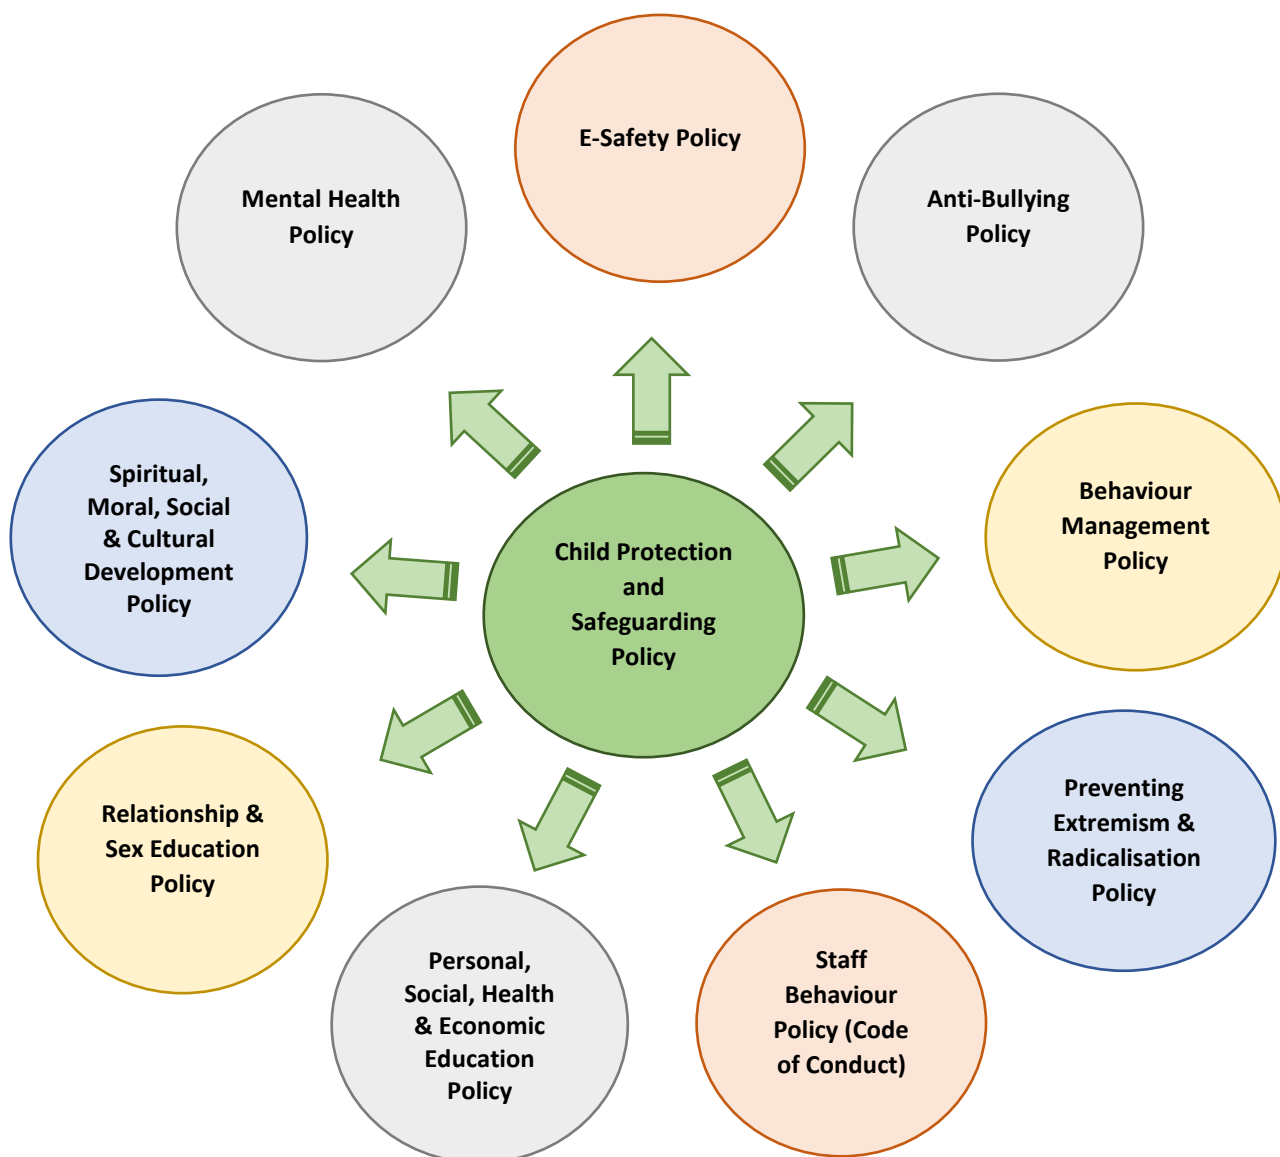 E-Safety Policy
Mental Health
Policy
Anti-Bullying
Policy
Spiritual,
Moral, Social
& Cultural
Development
Policy
Child Protection
and
Safeguarding
Policy
Behaviour
Management
Policy
Relationship &
Sex Education
Policy
Preventing
Extremism &
Radicalisation
Policy
Personal,
Social, Health
& Economic
Education
Policy
Staff
Behaviour
Policy (Code
of Conduct)